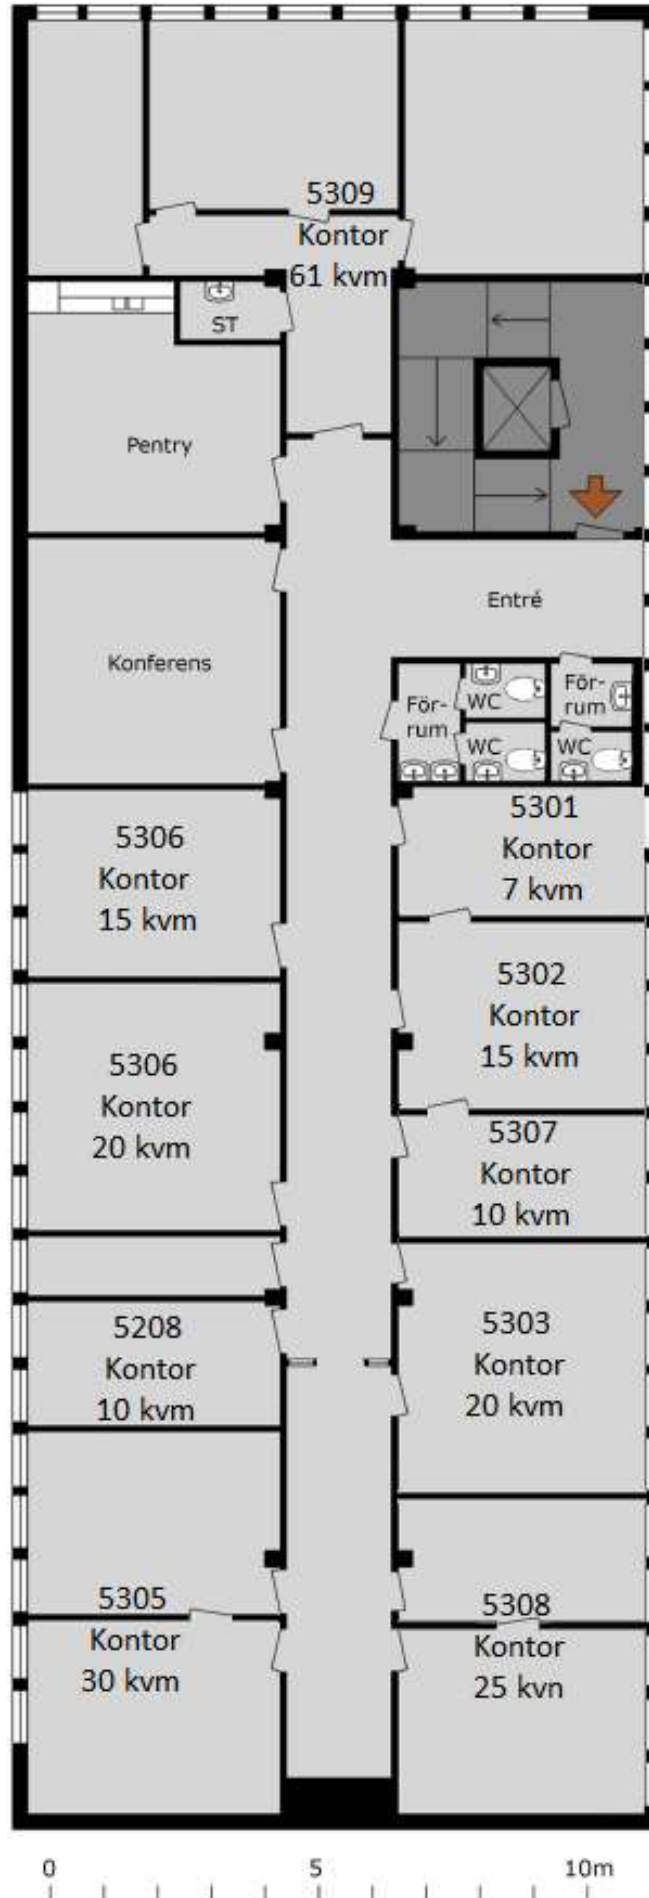 5309
Kontor
61 kvm
ST
Pentry
Entré
Konferens
För-
rum
WC
WC
För-
rum
WC
5306
Kontor
15 kvm
5301
Kontor
7 kvm
5302
Kontor
15 kvm
5306
Kontor
20 kvm
5307
Kontor
10 kvm
5208
Kontor
10 kvm
5303
Kontor
20 kvm
5305
Kontor
30 kvm
5308
Kontor
25 kvn
0 5 10m